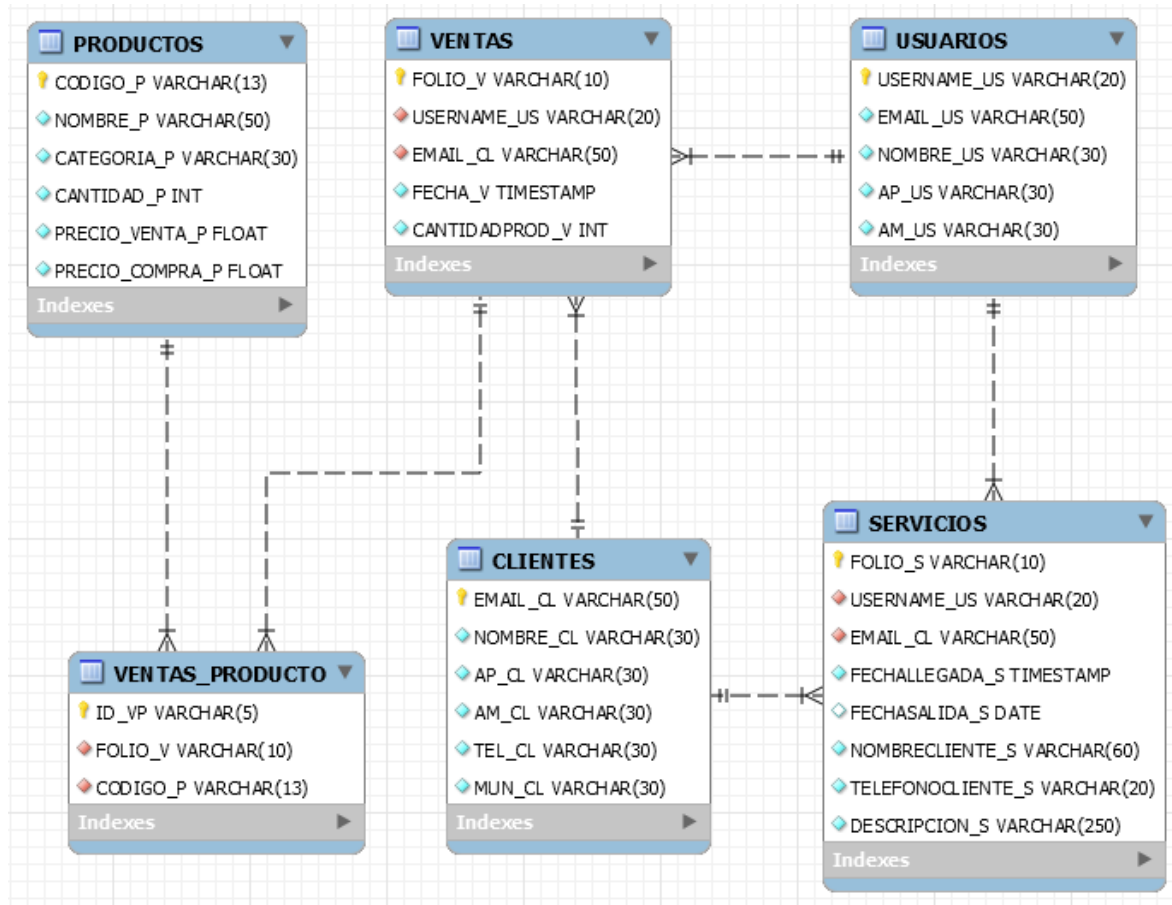 PRODUCTOS
CODIGO_P VARCHAR(13)
NOMBRE_P VARCHAR(50)
CATEGORIA_P VARCHAR(30)
CANTIDAD_P INT
PRECIO_VENTA_P FLOAT
PRECIO_COMPRA_P FLOAT
Indexes
VENTAS
FOLIO_V VARCHAR(10)
USERNAME_US VARCHAR(20)
EMAIL_CL VARCHAR(50)
FECHA_V TIMESTAMP
CANTIDADPROD_V INT
Indexes
USUARIOS
USERNAME_US VARCHAR(20)
EMAIL_US VARCHAR(50)
NOMBRE_US VARCHAR(30)
AP_US VARCHAR(30)
AM_US VARCHAR(30)
Indexes
VENTAS_PRODUCTO
ID_VP VARCHAR(5)
FOLIO_V VARCHAR(10)
CODIGO_P VARCHAR(13)
Indexes
CLIENTES
EMAIL_CL VARCHAR(50)
NOMBRE_CL VARCHAR(30)
AP_CL VARCHAR(30)
AM_CL VARCHAR(30)
TEL_CL VARCHAR(30)
MUN_CL VARCHAR(30)
Indexes
SERVICIOS
FOLIO_S VARCHAR(10)
USERNAME_US VARCHAR(20)
EMAIL_CL VARCHAR(50)
FECHALLEGADA_S TIMESTAMP
FECHASALIDA_S DATE
NOMBRECLIENTE_S VARCHAR(60)
TELEFONOCLIENTE_S VARCHAR(20)
DESCRIPCION_S VARCHAR(250)
Indexes